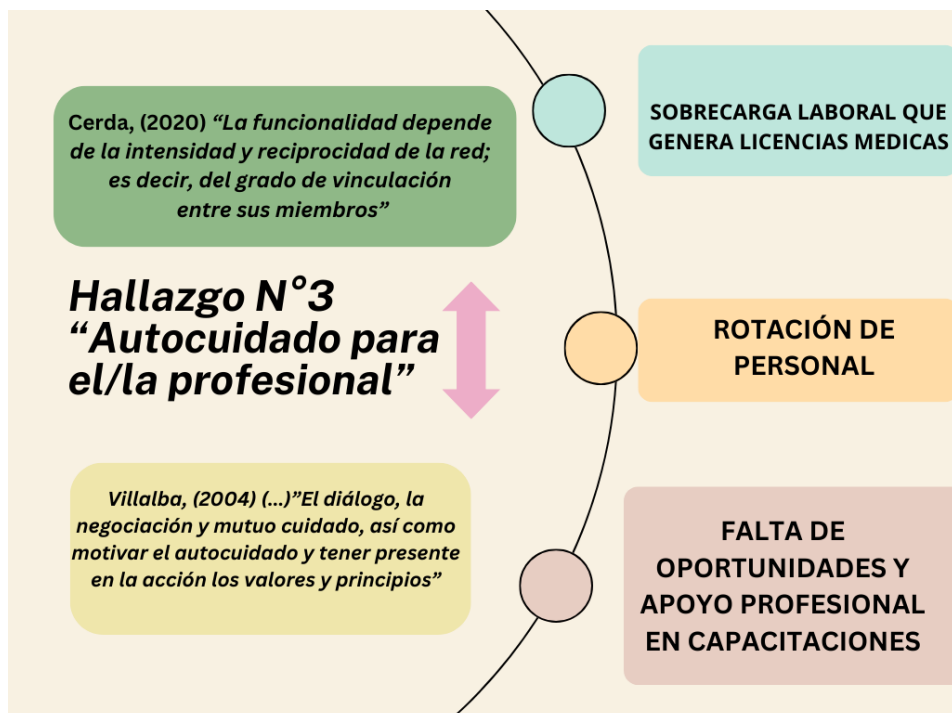 Cerda, (2020) “La funcionalidad depende
de la intensidad y reciprocidad de la red;
es decir, del grado de vinculación
entre sus miembros”
Hallazgo N°3
“Autocuidado para
el/la profesional”
Villalba, (2004) (...)”El diálogo, la
negociación y mutuo cuidado, así como
motivar el autocuidado y tener presente
en la acción los valores y principios”
SOBRECARGA LABORAL QUE
GENERA LICENCIAS MEDICAS
ROTACIÓN DE
PERSONAL
FALTA DE
OPORTUNIDADES Y
APOYO PROFESIONAL
EN CAPACITACIONES